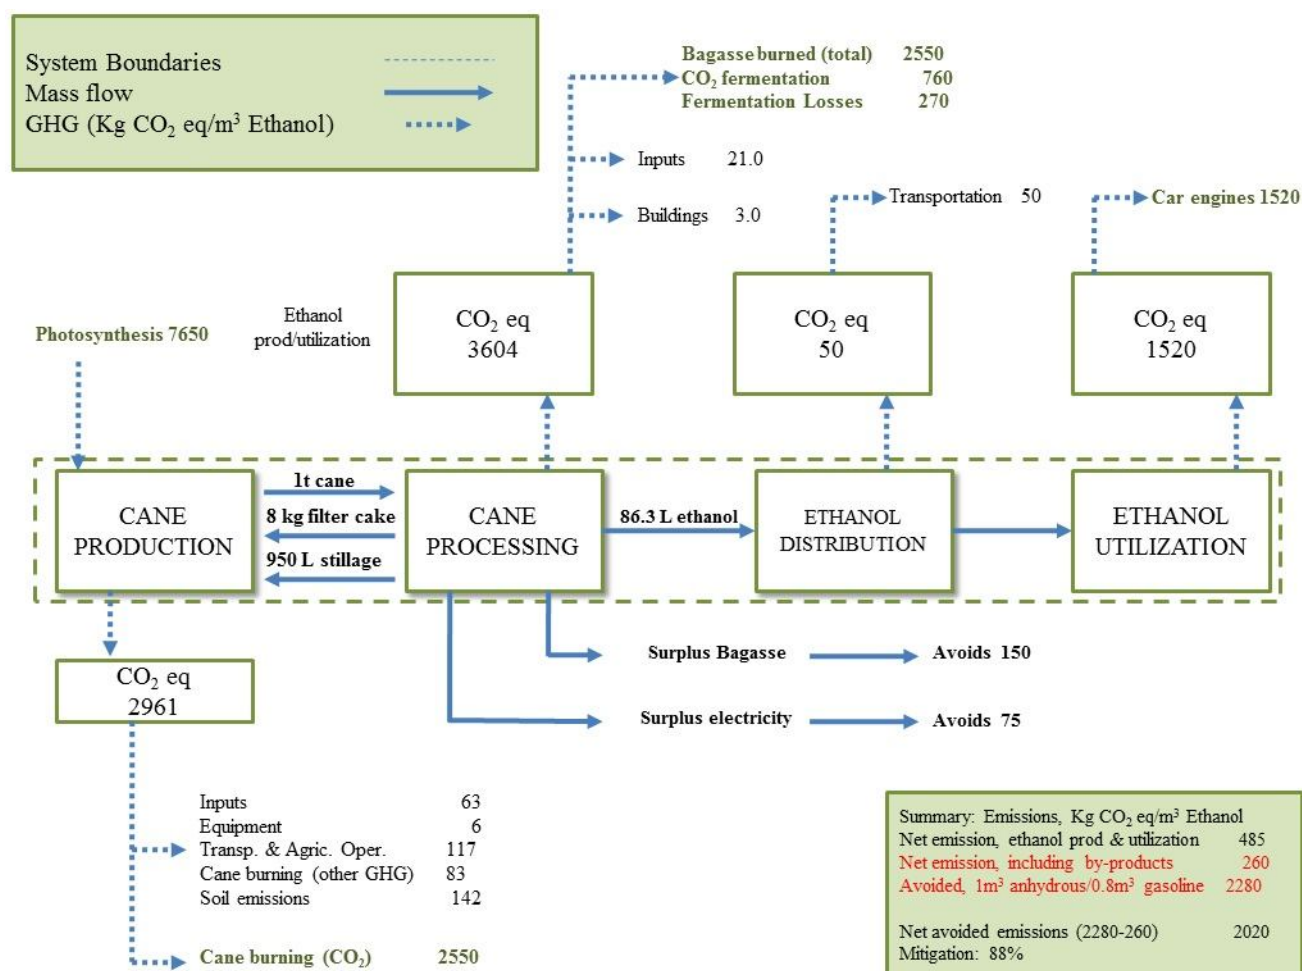 System Boundaries
Mass flow
GHG (Kg CO₂ eq/m³ Ethanol)
Bagasse burned (total) 2550
CO₂ fermentation 760
Fermentation Losses 270
Inputs 21.0
Buildings 3.0
Transportation 50
Car engines 1520
Photosynthesis 7650
Ethanol
prod/utilization
CO₂ eq
3604
CO₂ eq
50
CO₂ eq
1520
CANE
PRODUCTION
1t cane
8 kg filter cake
950 L stillage
CANE
PROCESSING
86.3 L ethanol
ETHANOL
DISTRIBUTION
ETHANOL
UTILIZATION
CO₂ eq
2961
Surplus Bagasse
Avoids 150
Surplus electricity
Avoids 75
Inputs 63
Equipment 6
Transp. & Agric. Oper. 117
Cane burning (other GHG) 83
Soil emissions 142
Cane burning (CO₂) 2550
Summary: Emissions, Kg CO₂ eq/m³ Ethanol
Net emission, ethanol prod & utilization 485
Net emission, including by-products 260
Avoided, 1m³ anhydrous/0.8m³ gasoline 2280
Net avoided emissions (2280-260) 2020
Mitigation: 88%